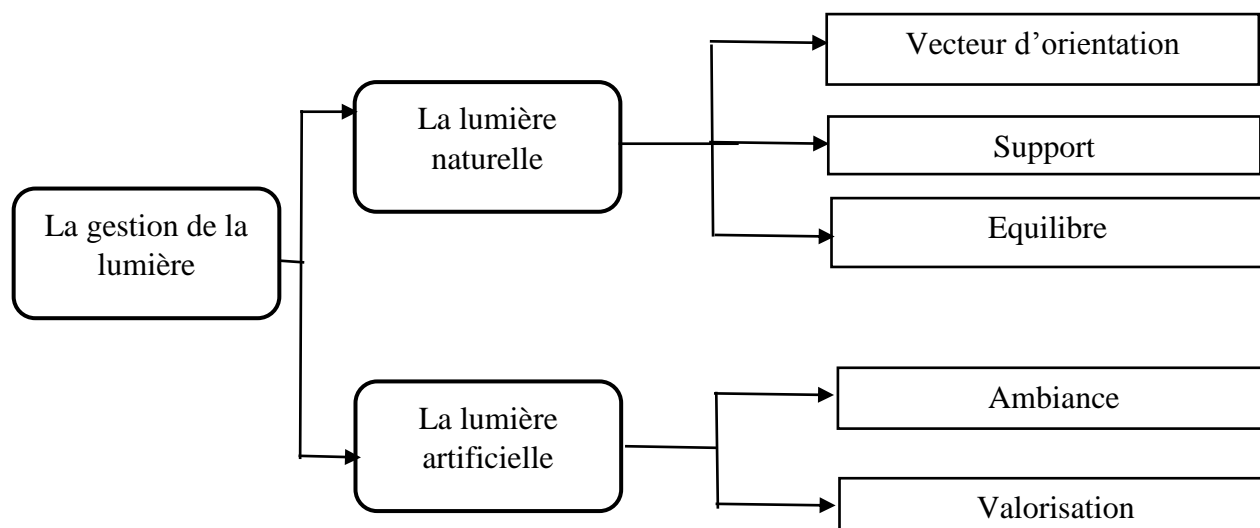 La gestion de la
lumière
La lumière
naturelle
Vecteur d’orientation
Support
Equilibre
La lumière
artificielle
Ambiance
Valorisation